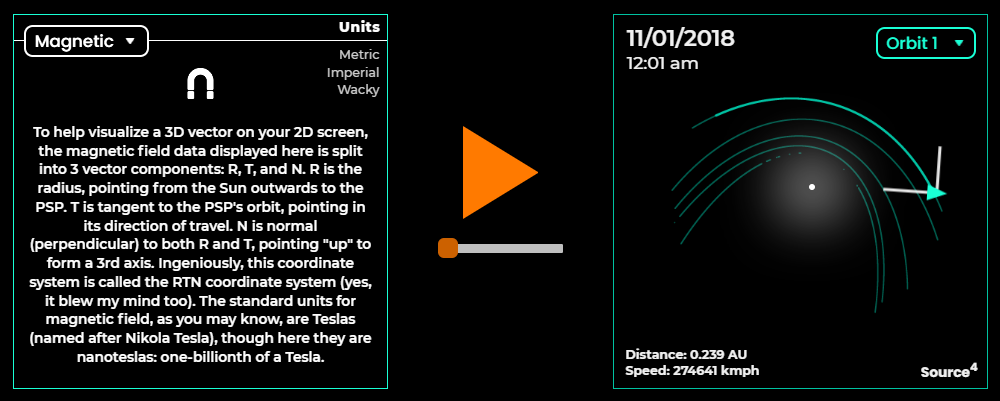 Units
Magnetic
Metric
Imperial
Wacky
To help visualize a 3D vector on your 2D screen,
the magnetic field data displayed here is split
into 3 vector components: R, T, and N. R is the
radius, pointing from the Sun outwards to the
PSP. T is tangent to the PSP's orbit, pointing in
its direction of travel. N is normal
(perpendicular) to both R and T, pointing "up" to
form a 3rd axis. Ingeniously, this coordinate
system is called the RTN coordinate system (yes,
it blew my mind too). The standard units for
magnetic field, as you may know, are Teslas
(named after Nikola Tesla), though here they are
nanoteslas: one-billionth of a Tesla.
11/01/2018
12:01 am
Orbit 1
Distance: 0.239 AU
Speed: 274641 kmph
Source4